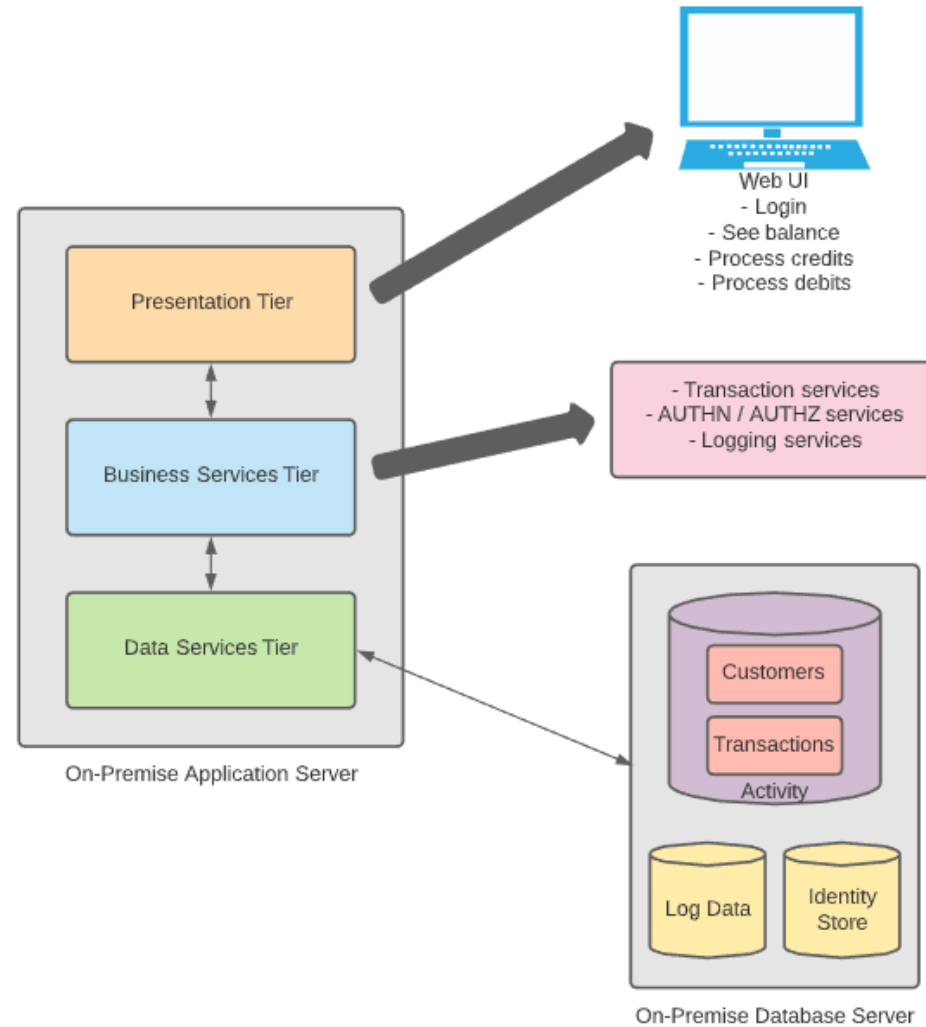 Web UI
- Login
- See balance
- Process credits
- Process debits
Presentation Tier
- Transaction services
- AUTHN / AUTHZ services
- Logging services
Business Services Tier
Data Services Tier
On-Premise Application Server
Customers
Transactions
Activity
Log Data
Identity
Store
On-Premise Database Server